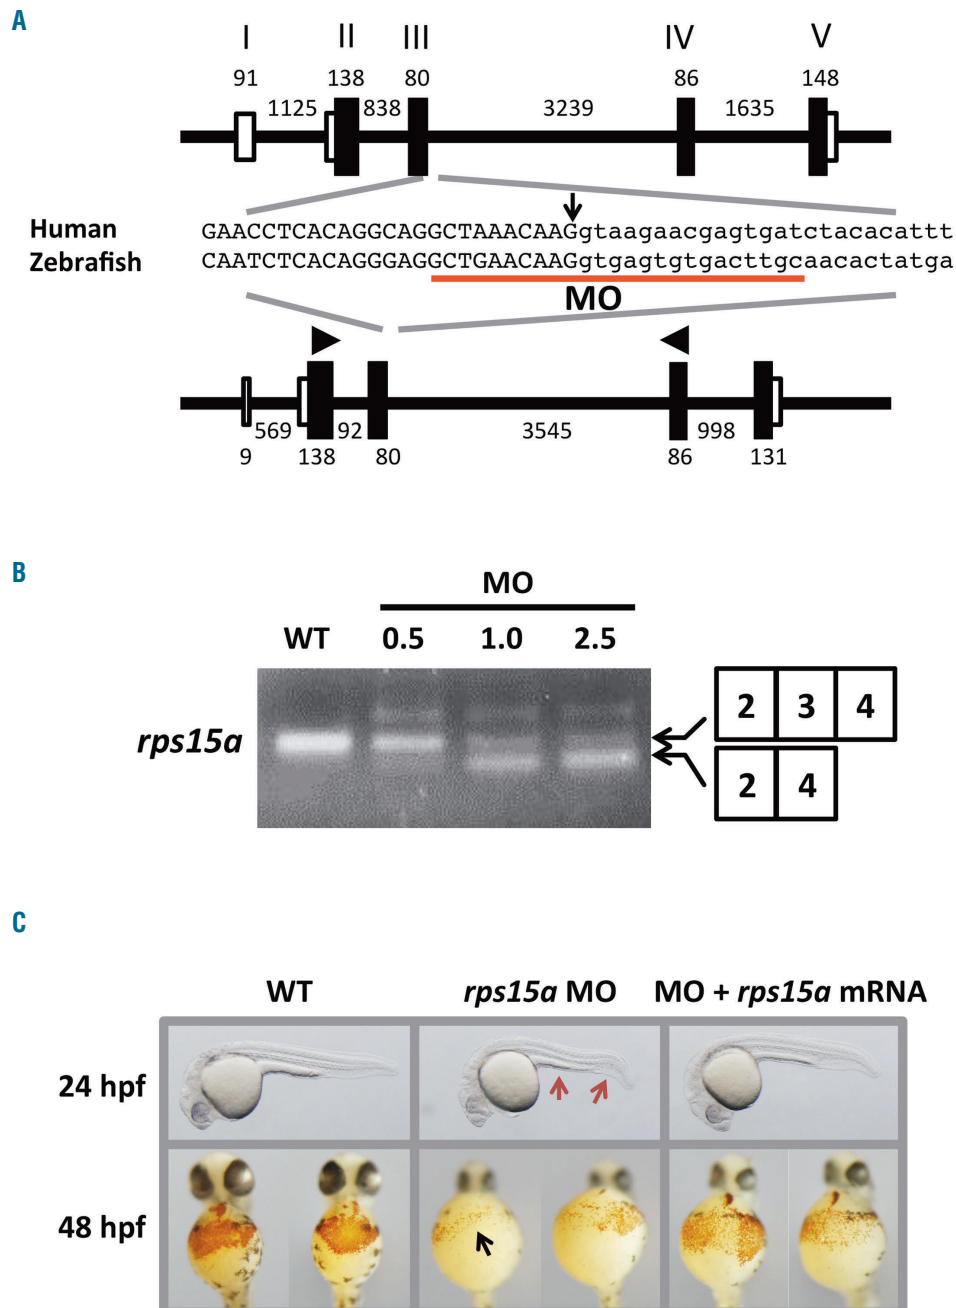 A
I II III IV V
91 138 80 86 148
1125 838 3239 1635
Human GAACCTCACAGGCAGGCTAAACAAGgtaagaacgagtgatctacacattt
Zebrafish CAATCTCACAGGGAGGCTGAACAAGgtgagtgtgacttgcaacactatga
MO
569 92 3545 998
9 138 80 86 131
B
MO
WT 0.5 1.0 2.5
rps15a
2 3 4
2 4
C
WT rps15a MO MO + rps15a mRNA
24 hpf
48 hpf